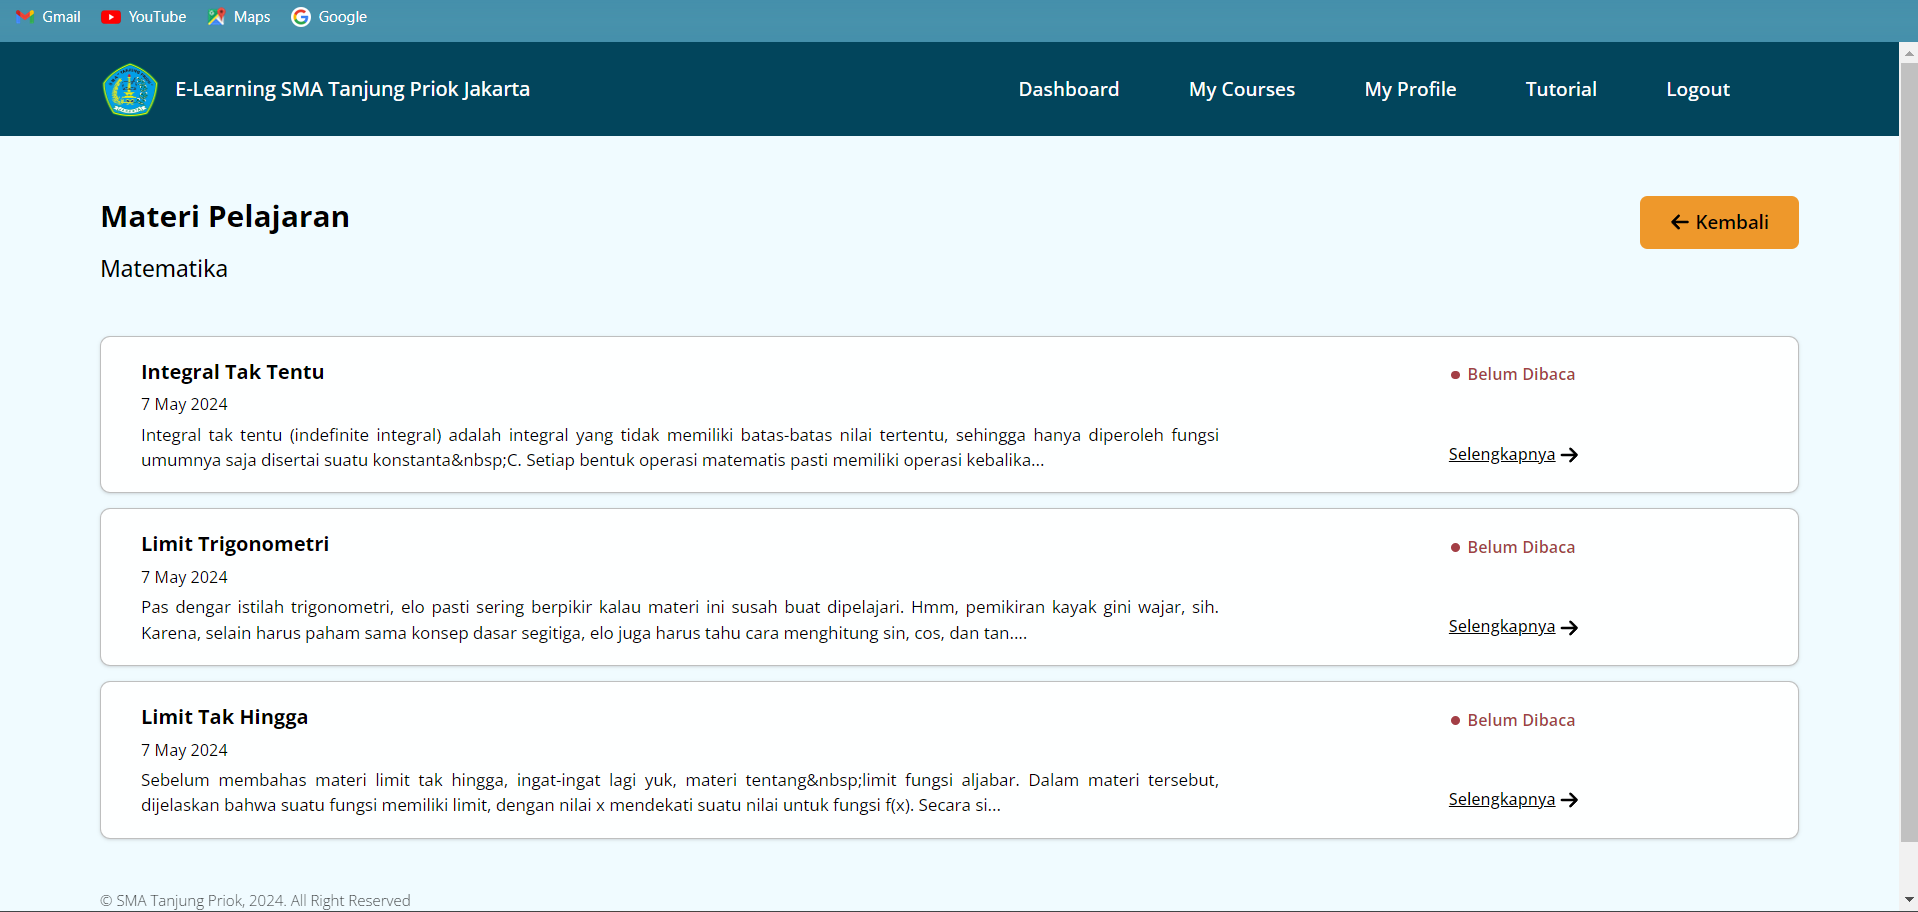 Gmail YouTube Maps Google
E-Learning SMA Tanjung Priok Jakarta Dashboard My Courses My Profile Tutorial Logout
Materi Pelajaran
← Kembali
Matematika
Integral Tak Tentu
Belum Dibaca
7 May 2024
Integral tak tentu (indefinite integral) adalah integral yang tidak memiliki batas-batas nilai tertentu, sehingga hanya diperoleh fungsi
umumnya saja disertai suatu konstanta&nbsp;C. Setiap bentuk operasi matematis pasti memiliki operasi kebalika...
Selengkapnya →
Limit Trigonometri
Belum Dibaca
7 May 2024
Pas dengar istilah trigonometri, elo pasti sering berpikir kalau materi ini susah buat dipelajari. Hmm, pemikiran kayak gini wajar, sih.
Karena, selain harus paham sama konsep dasar segitiga, elo juga harus tahu cara menghitung sin, cos, dan tan....
Selengkapnya →
Limit Tak Hingga
Belum Dibaca
7 May 2024
Sebelum membahas materi limit tak hingga, ingat-ingat lagi yuk, materi tentang&nbsp;limit fungsi aljabar. Dalam materi tersebut,
dijelaskan bahwa suatu fungsi memiliki limit, dengan nilai x mendekati suatu nilai untuk fungsi f(x). Secara si...
Selengkapnya →
© SMA Tanjung Priok, 2024. All Right Reserved